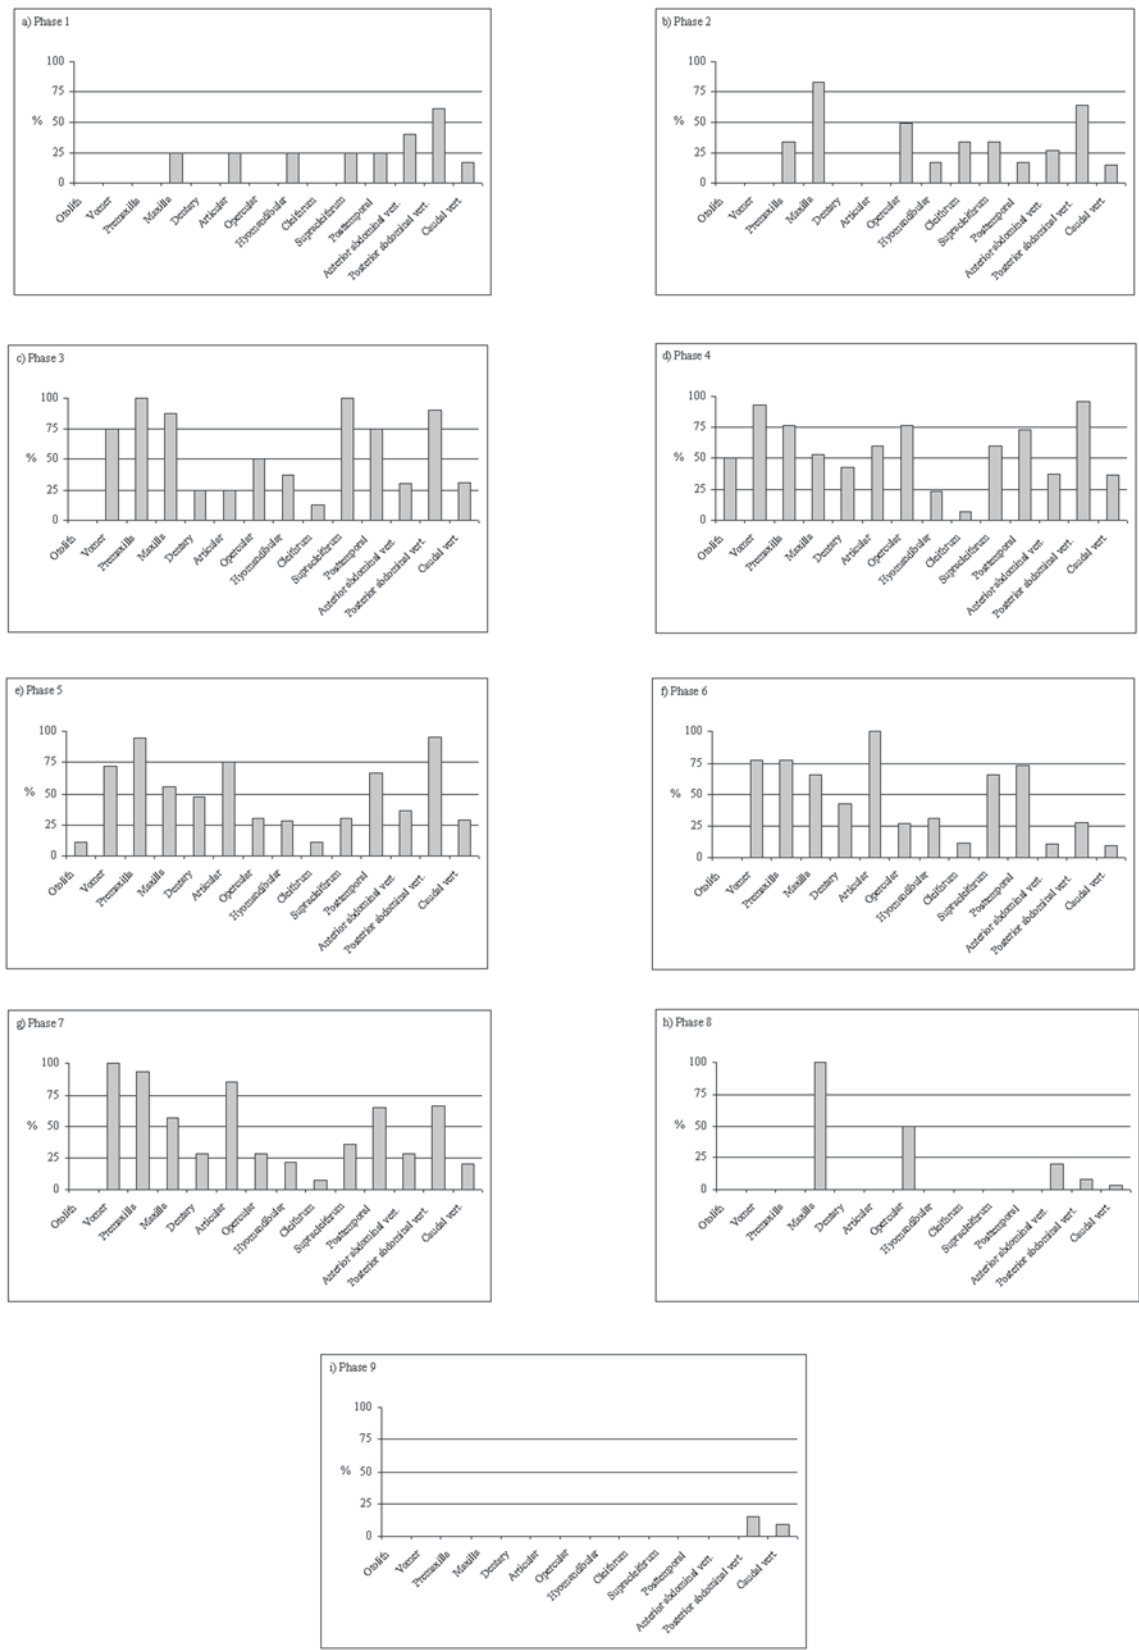 a) Phase 1
100
75
%
50
25
0
Otolith
Vomer
Premaxilla
Maxilla
Dentary
Articular
Opercular
Hyomandibular
Cleithrum
Supracleithrum
Posttemporal
Anterior abdominal vert.
Posterior abdominal vert.
Caudal vert
b) Phase 2
100
75
%
50
25
0
Otolith
Vomer
Premaxilla
Maxilla
Dentary
Articular
Opercular
Hyomandibular
Cleithrum
Supracleithrum
Posttemporal
Anterior abdominal vert.
Posterior abdominal vert.
Caudal vert
c) Phase 3
100
75
%
50
25
0
Otolith
Vomer
Premaxilla
Maxilla
Dentary
Articular
Opercular
Hyomandibular
Cleithrum
Supracleithrum
Posttemporal
Anterior abdominal vert.
Posterior abdominal vert.
Caudal vert
d) Phase 4
100
75
%
50
25
0
Otolith
Vomer
Premaxilla
Maxilla
Dentary
Articular
Opercular
Hyomandibular
Cleithrum
Supracleithrum
Posttemporal
Anterior abdominal vert.
Posterior abdominal vert.
Caudal vert
e) Phase 5
100
75
%
50
25
0
Otolith
Vomer
Premaxilla
Maxilla
Dentary
Articular
Opercular
Hyomandibular
Cleithrum
Supracleithrum
Posttemporal
Anterior abdominal vert.
Posterior abdominal vert.
Caudal vert
f) Phase 6
100
75
%
50
25
0
Otolith
Vomer
Premaxilla
Maxilla
Dentary
Articular
Opercular
Hyomandibular
Cleithrum
Supracleithrum
Posttemporal
Anterior abdominal vert.
Posterior abdominal vert.
Caudal vert
g) Phase 7
100
75
%
50
25
0
Otolith
Vomer
Premaxilla
Maxilla
Dentary
Articular
Opercular
Hyomandibular
Cleithrum
Supracleithrum
Posttemporal
Anterior abdominal vert.
Posterior abdominal vert.
Caudal vert
h) Phase 8
100
75
%
50
25
0
Otolith
Vomer
Premaxilla
Maxilla
Dentary
Articular
Opercular
Hyomandibular
Cleithrum
Supracleithrum
Posttemporal
Anterior abdominal vert.
Posterior abdominal vert.
Caudal vert
i) Phase 9
100
75
%
50
25
0
Otolith
Vomer
Premaxilla
Maxilla
Dentary
Articular
Opercular
Hyomandibular
Cleithrum
Supracleithrum
Posttemporal
Anterior abdominal vert.
Posterior abdominal vert.
Caudal vert